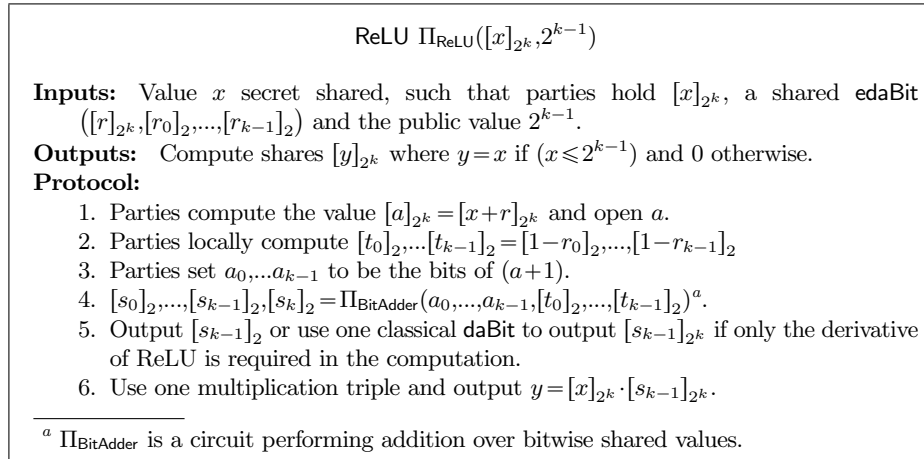 ReLU Π_ReLU([x]_{2^k},2^{k−1})
Inputs: Value x secret shared, such that parties hold [x]_{2^k}, a shared edaBit
([r]_{2^k},[r_0]_2,...,[r_{k−1}]_2) and the public value 2^{k−1}.
Outputs: Compute shares [y]_{2^k} where y=x if (x⩽2^{k−1}) and 0 otherwise.
Protocol:
1. Parties compute the value [a]_{2^k}=[x+r]_{2^k} and open a.
2. Parties locally compute [t_0]_2,...[t_{k−1}]_2=[1−r_0]_2,...,[1−r_{k−1}]_2
3. Parties set a_0,...a_{k−1} to be the bits of (a+1).
4. [s_0]_2,...,[s_{k−1}]_2,[s_k]_2=Π_BitAdder(a_0,...,a_{k−1},[t_0]_2,...,[t_{k−1}]_2)^a.
5. Output [s_{k−1}]_2 or use one classical daBit to output [s_{k−1}]_{2^k} if only the derivative
of ReLU is required in the computation.
6. Use one multiplication triple and output y=[x]_{2^k}·[s_{k−1}]_{2^k}.
^a Π_BitAdder is a circuit performing addition over bitwise shared values.